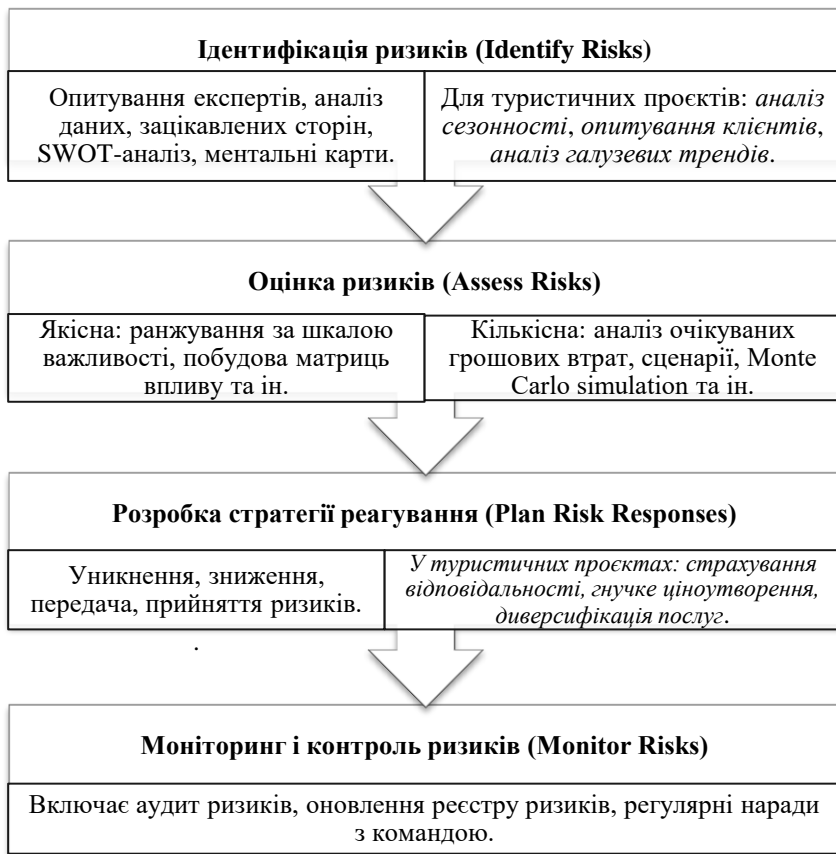 Ідентифікація ризиків (Identify Risks)
Опитування експертів, аналіз
даних, зацікавлених сторін,
SWOT-аналіз, ментальні карти.
Для туристичних проєктів: аналіз
сезонності, опитування клієнтів,
аналіз галузевих трендів.
Оцінка ризиків (Assess Risks)
Якісна: ранжування за шкалою
важливості, побудова матриць
впливу та ін.
Кількісна: аналіз очікуваних
грошових втрат, сценарії, Monte
Carlo simulation та ін.
Розробка стратегії реагування (Plan Risk Responses)
Уникнення, зниження,
передача, прийняття ризиків.
.
У туристичних проєктах: страхування
відповідальності, гнучке ціноутворення,
диверсифікація послуг.
Моніторинг і контроль ризиків (Monitor Risks)
Включає аудит ризиків, оновлення реєстру ризиків, регулярні наради
з командою.